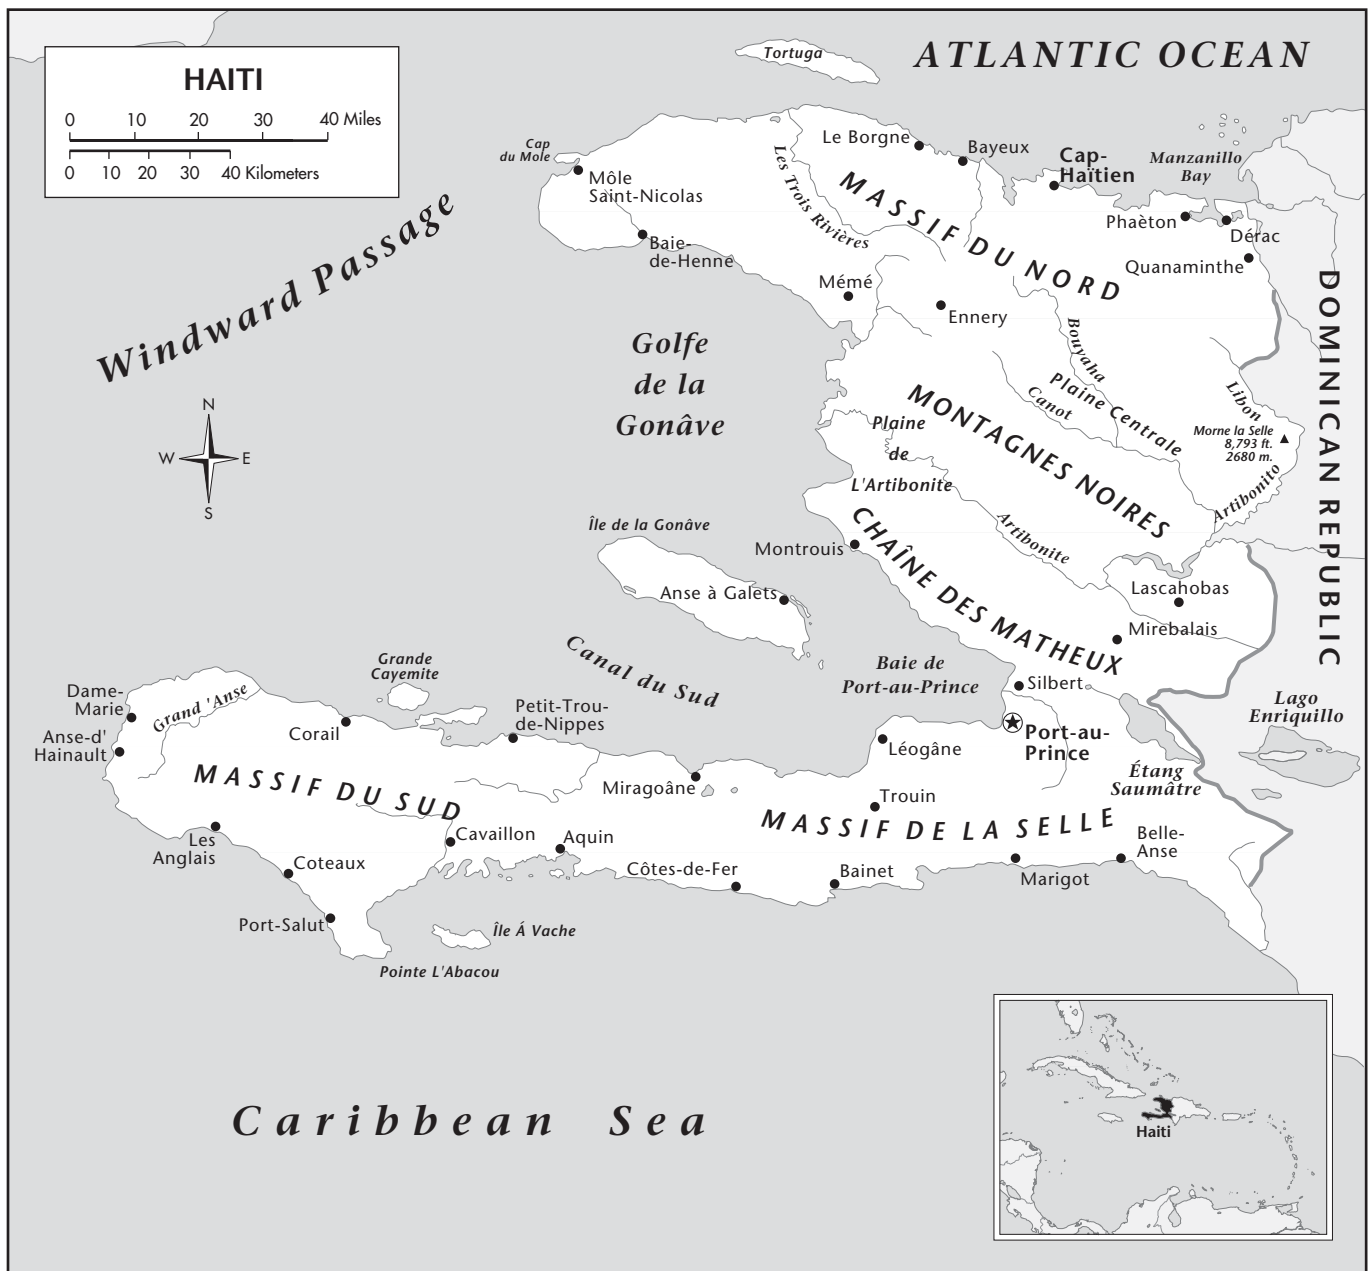 HAITI
0 10 20 30 40 Miles
0 10 20 30 40 Kilometers
ATLANTIC OCEAN
Tortuga
Cap
du Mole
Môle
Saint-Nicolas
Baie-
de-Henne
Le Borgne
Bayeux
Cap-
Haïtien
Manzanillo
Bay
Phaèton
Dérac
Quanaminthe
Les Trois Rivières
MASSIF DU NORD
Mémé
Ennery
Windward Passage
Golfe
de la
Gonâve
Bouyaha
Plaine Centrale
Canot
Libon
Morne la Selle
8,793 ft.
2680 m.
Artibonito
DOMINICAN REPUBLIC
N
W E
S
MONTAGNES NOIRES
Plaine
de
L'Artibonite
Artibonite
Île de la Gonâve
Montrouis
Anse à Galets
CHAÎNE DES MATHEUX
Lascahobas
Mirebalais
Canal du Sud
Baie de
Port-au-Prince
Silbert
Port-au-
Prince
Lago
Enriquillo
Étang
Saumâtre
Grande
Cayemite
Dame-
Marie
Grand 'Anse
Anse-d'
Hainault
Corail
Petit-Trou-
de-Nippes
Léogâne
Miragoâne
Trouin
MASSIF DU SUD
MASSIF DE LA SELLE
Les
Anglais
Cavaillon
Aquin
Coteaux
Côtes-de-Fer
Bainet
Marigot
Belle-
Anse
Port-Salut
Île Á Vache
Pointe L'Abacou
Caribbean Sea
Haiti